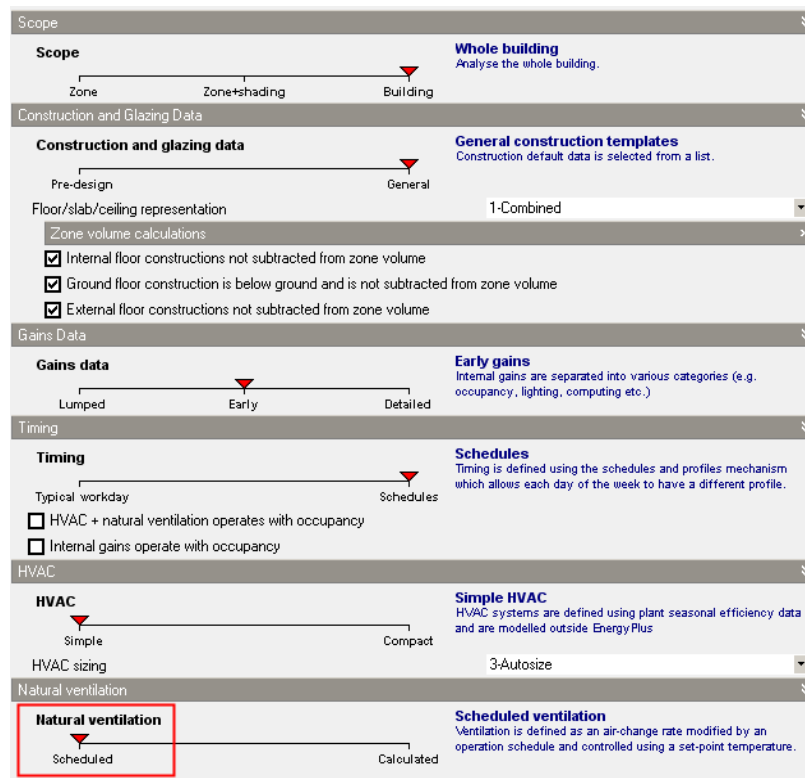 Scope
Scope
Whole building
Analyse the whole building.
Zone Zone+shading Building
Construction and Glazing Data
Construction and glazing data
General construction templates
Construction default data is selected from a list.
Pre-design General
Floor/slab/ceiling representation 1-Combined
Zone volume calculations
Internal floor constructions not subtracted from zone volume
Ground floor construction is below ground and is not subtracted from zone volume
External floor constructions not subtracted from zone volume
Gains Data
Gains data
Early gains
Internal gains are separated into various categories (e.g.
occupancy, lighting, computing etc.)
Lumped Early Detailed
Timing
Timing
Schedules
Timing is defined using the schedules and profiles mechanism
which allows each day of the week to have a different profile.
Typical workday Schedules
HVAC + natural ventilation operates with occupancy
Internal gains operate with occupancy
HVAC
HVAC
Simple HVAC
HVAC systems are defined using plant seasonal efficiency data
and are modelled outside EnergyPlus
Simple Compact
HVAC sizing 3-Autosize
Natural ventilation
Natural ventilation
Scheduled ventilation
Ventilation is defined as an air-change rate modified by an
operation schedule and controlled using a set-point temperature.
Scheduled Calculated